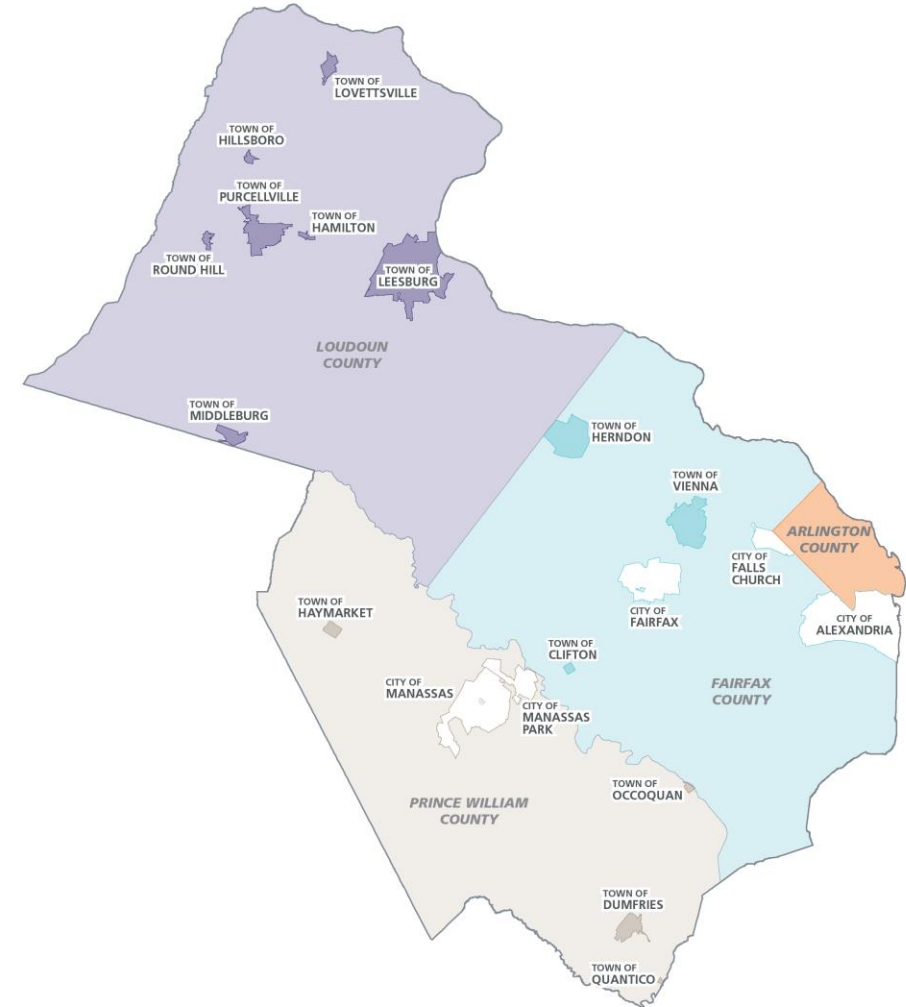 TOWN OF
LOVETTSVILLE
TOWN OF
HILLSBORO
TOWN OF
PURCELLVILLE
TOWN OF
HAMILTON
TOWN OF
ROUND HILL
TOWN OF
LEESBURG
LOUDOUN
COUNTY
TOWN OF
MIDDLEBURG
TOWN OF
HERNDON
TOWN OF
VIENNA
ARLINGTON
COUNTY
CITY OF
FALLS
CHURCH
CITY OF
FAIRFAX
CITY OF
ALEXANDRIA
TOWN OF
HAYMARKET
TOWN OF
CLIFTON
CITY OF
MANASSAS
CITY OF
MANASSAS
PARK
FAIRFAX
COUNTY
TOWN OF
OCCOQUAN
PRINCE WILLIAM
COUNTY
TOWN OF
DUMFRIES
TOWN OF
QUANTICO